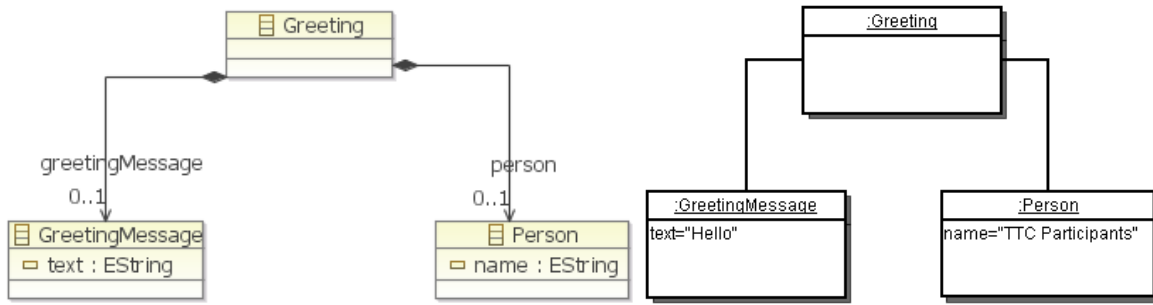 Greeting
greetingMessage
0..1
person
0..1
GreetingMessage
text : EString
Person
name : EString
:Greeting
:GreetingMessage
text="Hello"
:Person
name="TTC Participants"